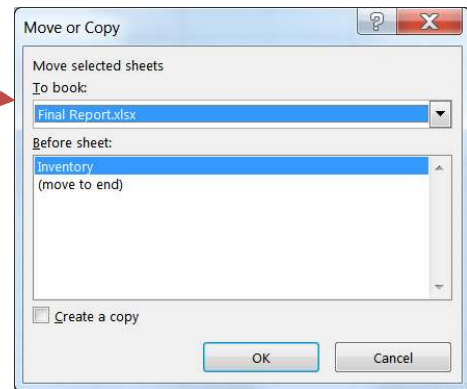 Move or Copy
Move selected sheets
To book:
Final Report.xlsx
Before sheet:
Inventory
(move to end)
Create a copy
OK
Cancel